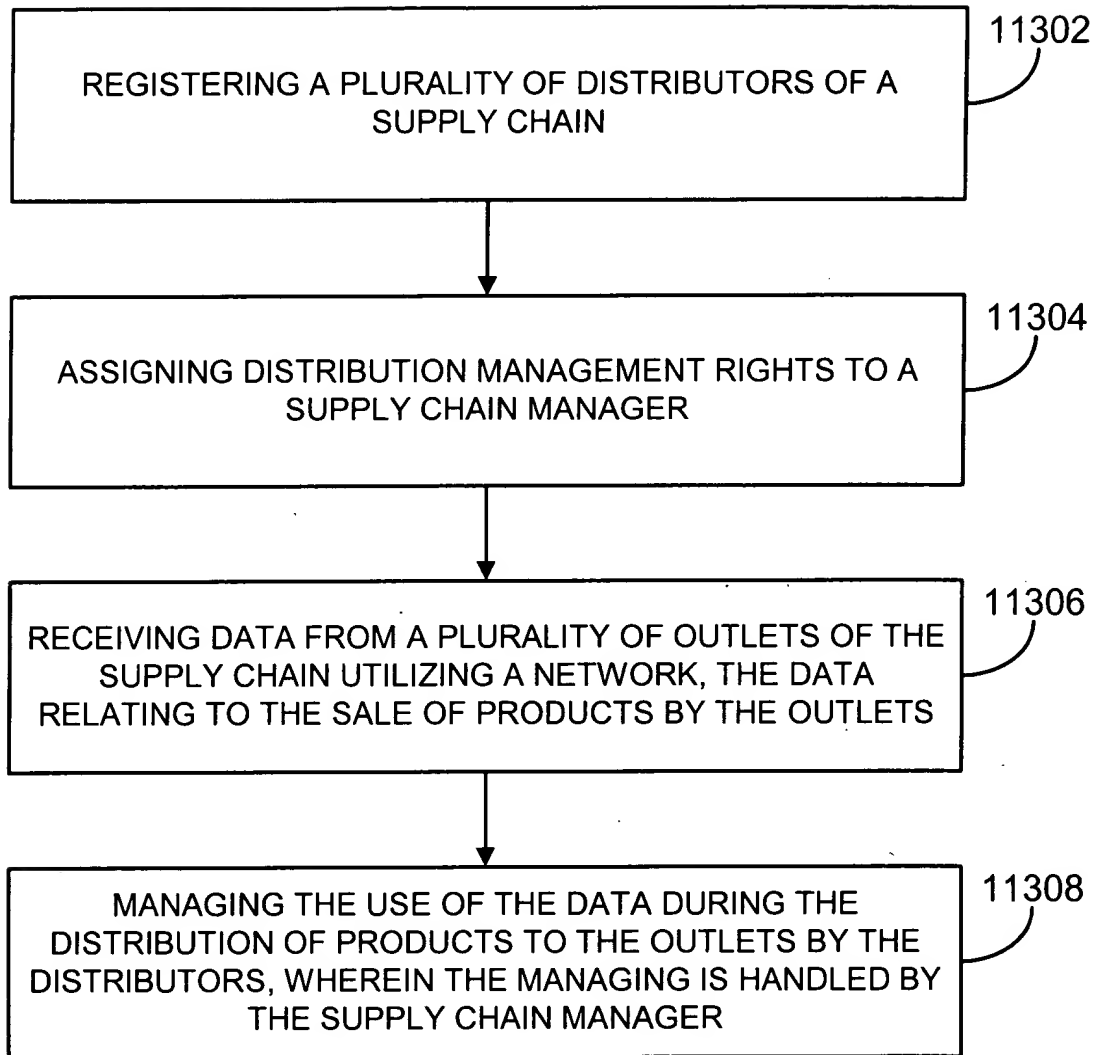 11302
REGISTERING A PLURALITY OF DISTRIBUTORS OF A
SUPPLY CHAIN
11304
ASSIGNING DISTRIBUTION MANAGEMENT RIGHTS TO A
SUPPLY CHAIN MANAGER
11306
RECEIVING DATA FROM A PLURALITY OF OUTLETS OF THE
SUPPLY CHAIN UTILIZING A NETWORK, THE DATA
RELATING TO THE SALE OF PRODUCTS BY THE OUTLETS
11308
MANAGING THE USE OF THE DATA DURING THE
DISTRIBUTION OF PRODUCTS TO THE OUTLETS BY THE
DISTRIBUTORS, WHEREIN THE MANAGING IS HANDLED BY
THE SUPPLY CHAIN MANAGER